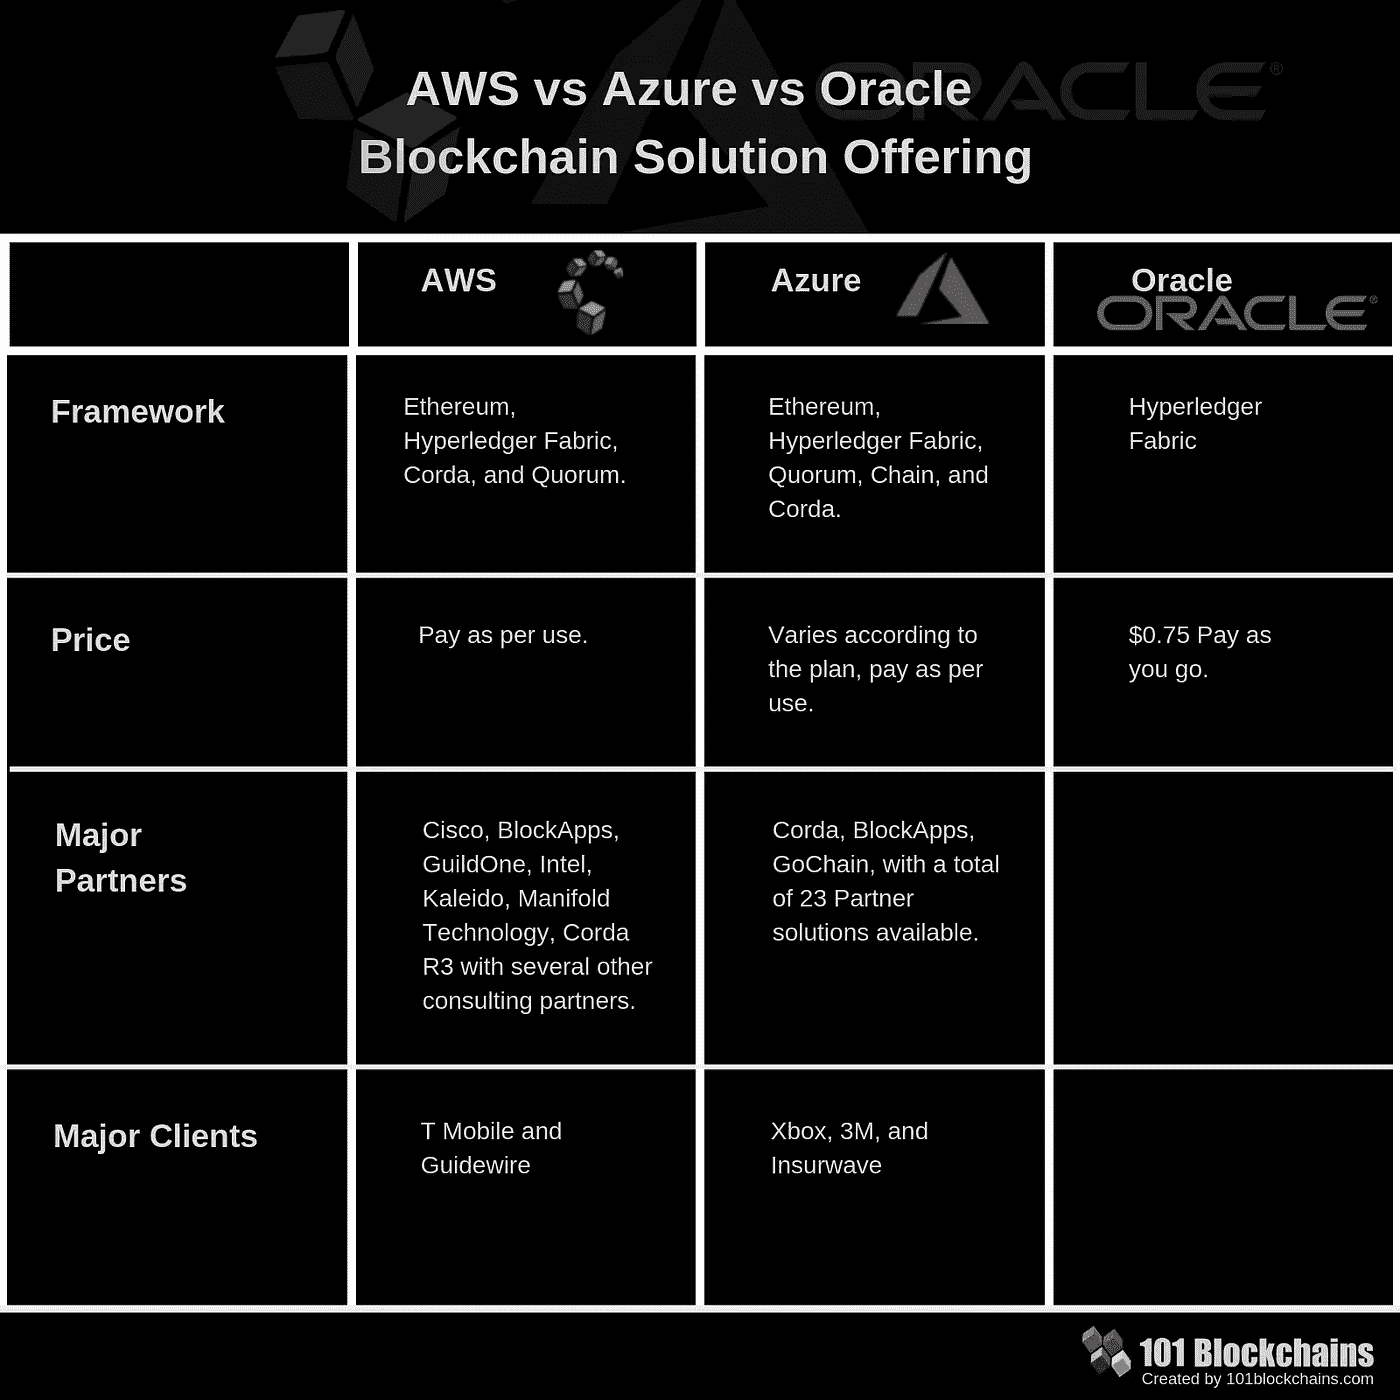 AWS vs Azure vs Oracle
Blockchain Solution Offering
ORACLE®
AWS
Azure
Oracle
ORACLE®
Framework
Ethereum,
Hyperledger Fabric,
Corda, and Quorum.
Ethereum,
Hyperledger Fabric,
Quorum, Chain, and
Corda.
Hyperledger
Fabric
Price
Pay as per use.
Varies according to
the plan, pay as per
use.
$0.75 Pay as
you go.
Major
Partners
Cisco, BlockApps,
GuildOne, Intel,
Kaleido, Manifold
Technology, Corda
R3 with several other
consulting partners.
Corda, BlockApps,
GoChain, with a total
of 23 Partner
solutions available.
Major Clients
T Mobile and
Guidewire
Xbox, 3M, and
Insurwave
101 Blockchains
Created by 101blockchains.com